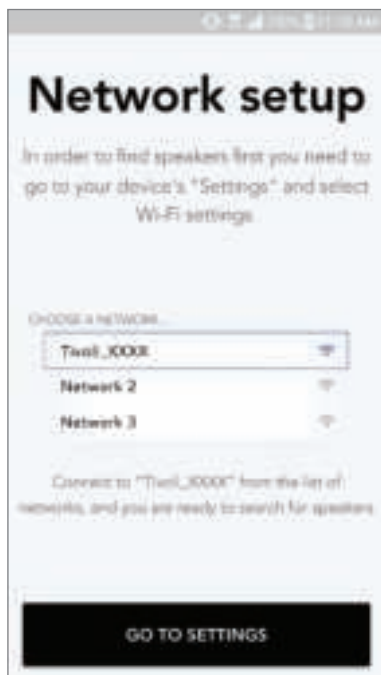 Network setup
In order to find speakers first you need to
go to your device's "Settings" and select
Wi-Fi settings.
CHOOSE A NETWORK...
Tivoli_XXXX
Network 2
Network 3
Connect to "Tivoli_XXXX" from the list of
networks, and you are ready to search for speakers.
GO TO SETTINGS